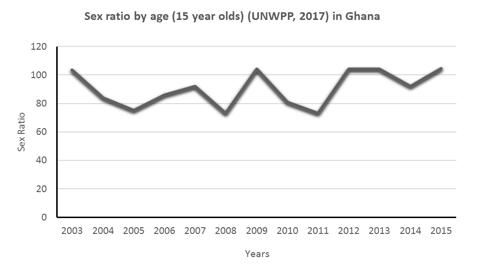 Sex ratio by age (15 year olds) (UNWPP, 2017) in Ghana
120
100
80
60
40
20
0
Sex Ratio
2003 2004 2005 2006 2007 2008 2009 2010 2011 2012 2013 2014 2015
Years